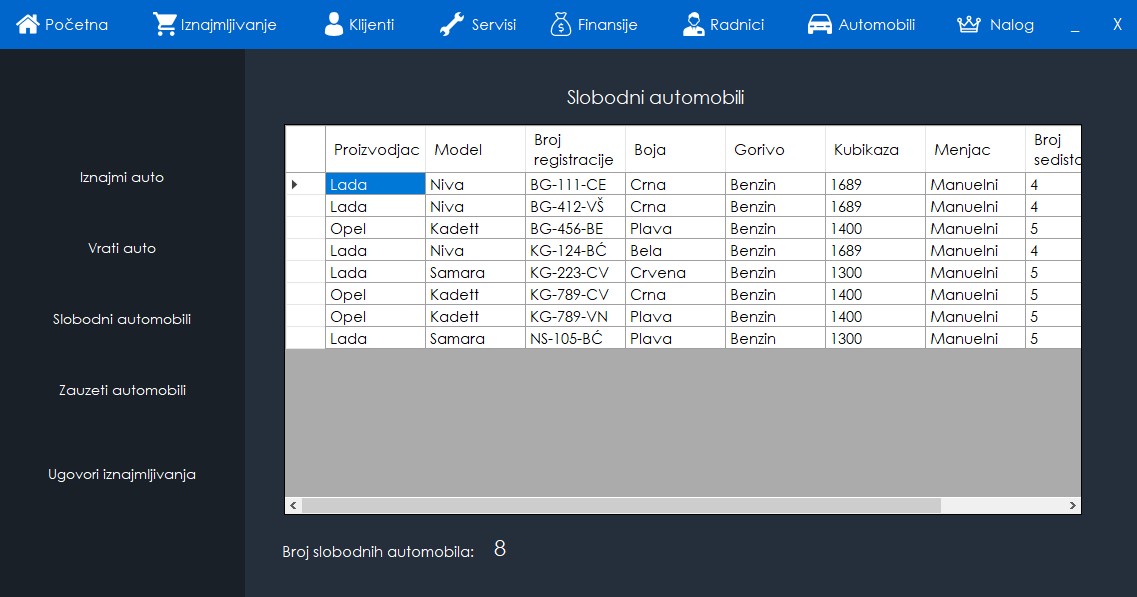 Početna Iznajmljivanje Klijenti Servisi Finansije Radnici Automobili Nalog _ X
Iznajmi auto
Vrati auto
Slobodni automobili
Zauzeti automobili
Ugovori iznajmljivanja
Slobodni automobili
Proizvodjac Model Broj registracije Boja Gorivo Kubikaza Menjac Broj
Lada Niva BG-111-CE Crna Benzin 1689 Manuelni 4
Lada Niva BG-412-VŠ Crna Benzin 1689 Manuelni 4
Opel Kadett BG-456-BE Plava Benzin 1400 Manuelni 5
Lada Niva KG-124-BĆ Bela Benzin 1689 Manuelni 4
Lada Samara KG-223-CV Crvena Benzin 1300 Manuelni 5
Opel Kadett KG-789-CV Crna Benzin 1400 Manuelni 5
Opel Kadett KG-789-VN Plava Benzin 1400 Manuelni 5
Lada Samara NS-105-BĆ Plava Benzin 1300 Manuelni 5
Broj slobodnih automobila: 8